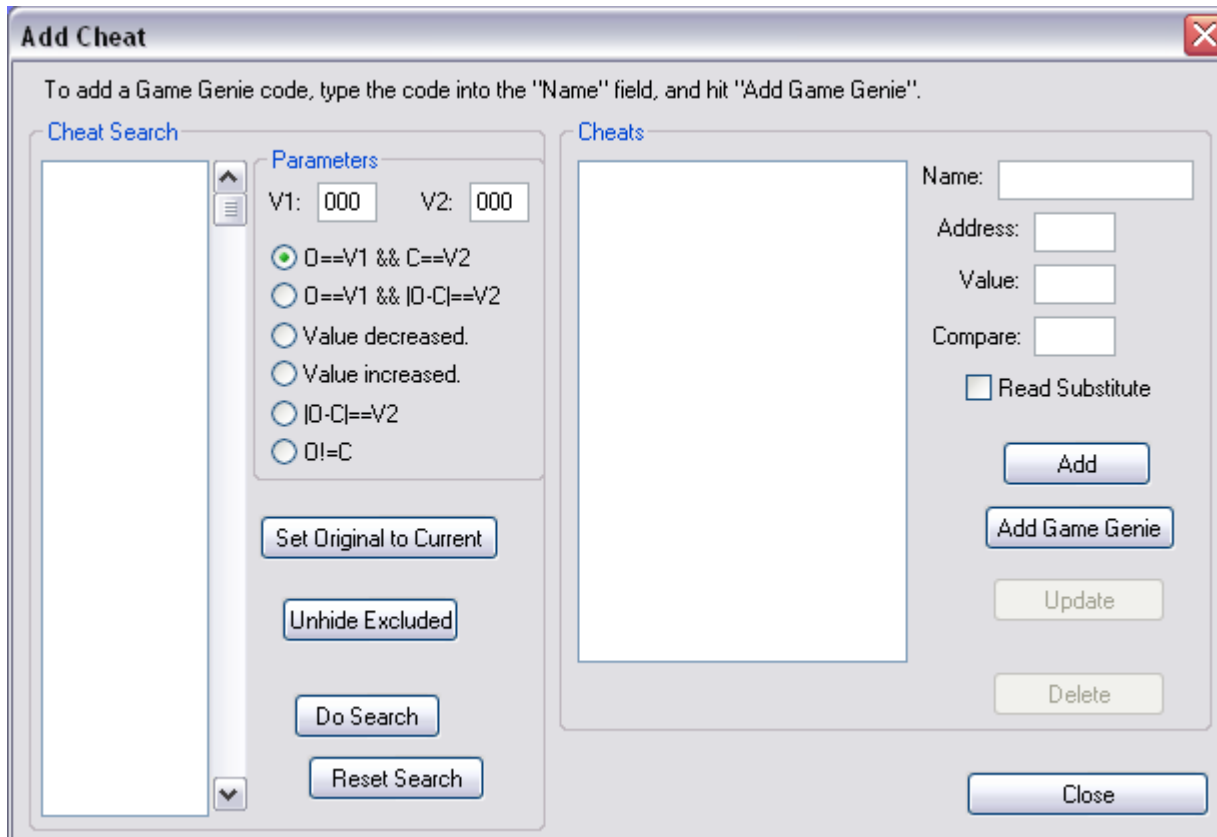 Add Cheat
To add a Game Genie code, type the code into the "Name" field, and hit "Add Game Genie".
Cheat Search
Parameters
V1: 000 V2: 000
O==V1 && C==V2
O==V1 && |O-C|==V2
Value decreased.
Value increased.
|O-C|==V2
O!=C
Set Original to Current
Unhide Excluded
Do Search
Reset Search
Cheats
Name:
Address:
Value:
Compare:
Read Substitute
Add
Add Game Genie
Update
Delete
Close